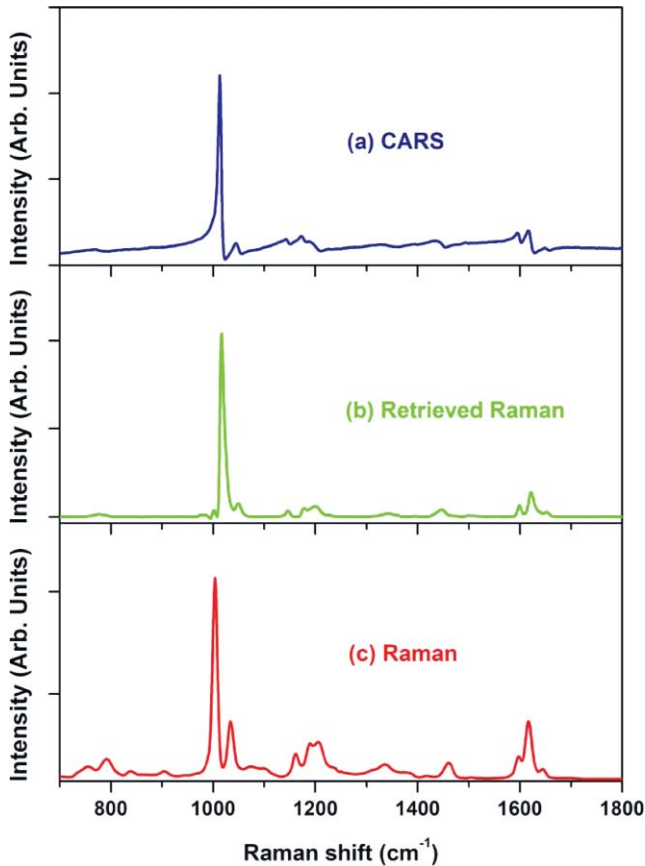 Intensity (Arb. Units)
(a) CARS
Intensity (Arb. Units)
(b) Retrieved Raman
Intensity (Arb. Units)
(c) Raman
800 1000 1200 1400 1600 1800
Raman shift (cm⁻¹)